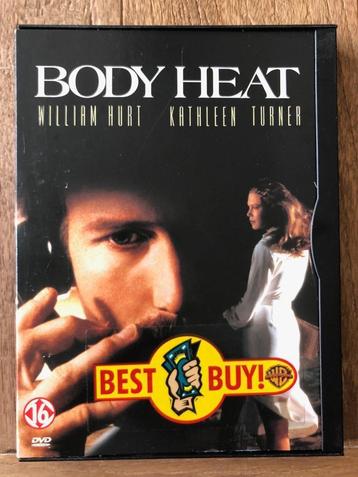 BODY HEAT
WILLIAM HURT KATHLEEN TURNER
BEST BUY!
16
DVD